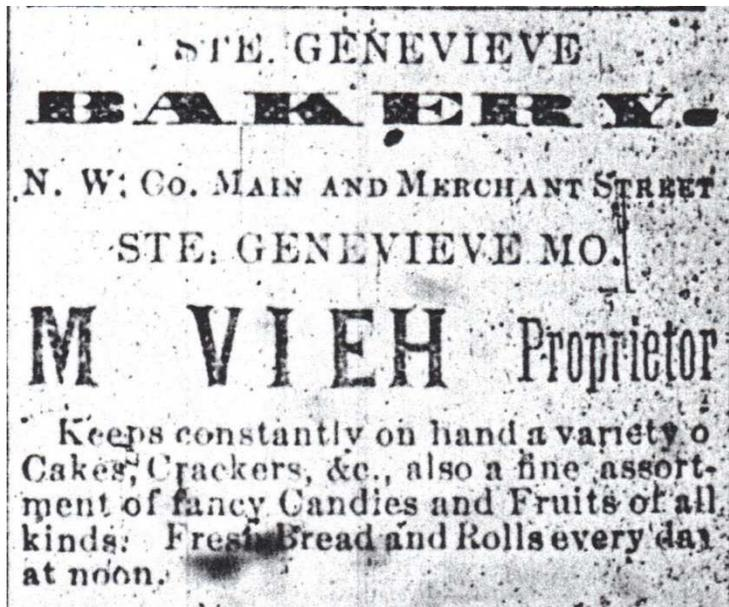 STE. GENEVIEVE
BAKERY.
N. W. Co. MAIN AND MERCHANT STREET
STE. GENEVIEVE MO.
M VIEH Proprietor
Keeps constantly on hand a variety o
Cakes, Crackers, &c., also a fine assort-
ment of fancy Candies and Fruits of all
kinds. Fresh Bread and Rolls every day
at noon.